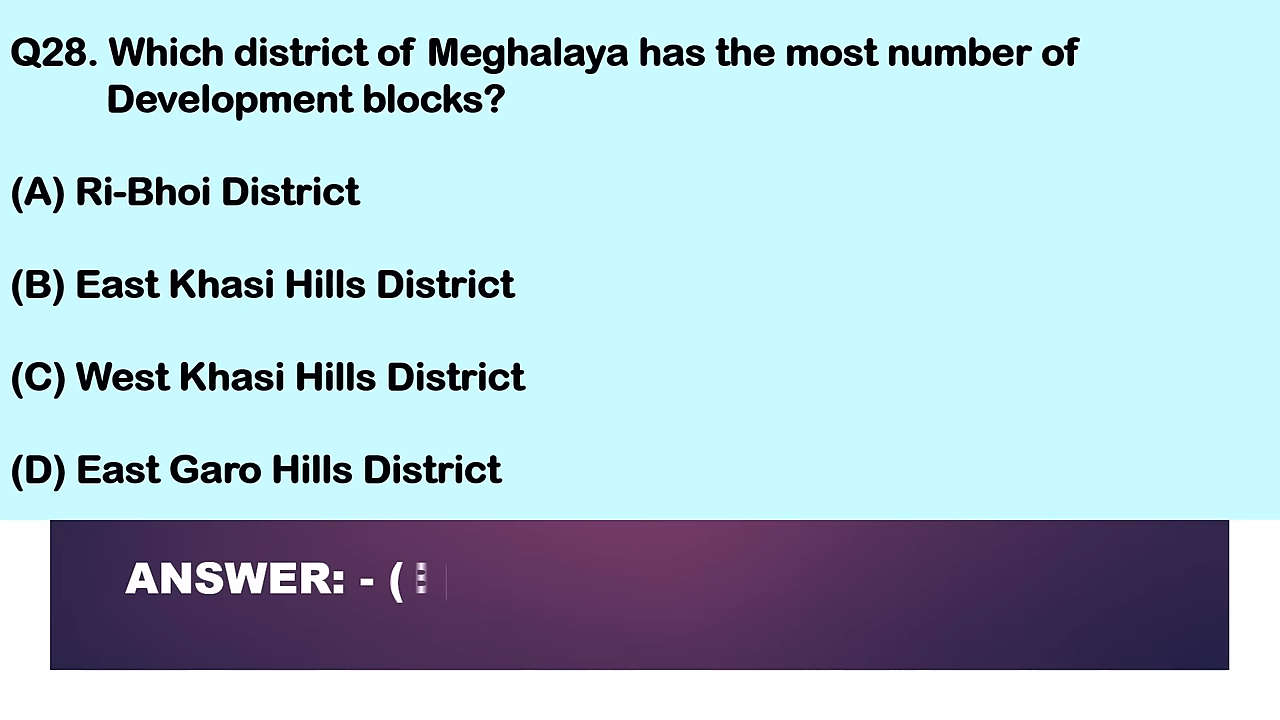 Q28. Which district of Meghalaya has the most number of
Development blocks?
(A) Ri-Bhoi District
(B) East Khasi Hills District
(C) West Khasi Hills District
(D) East Garo Hills District
ANSWER: - (